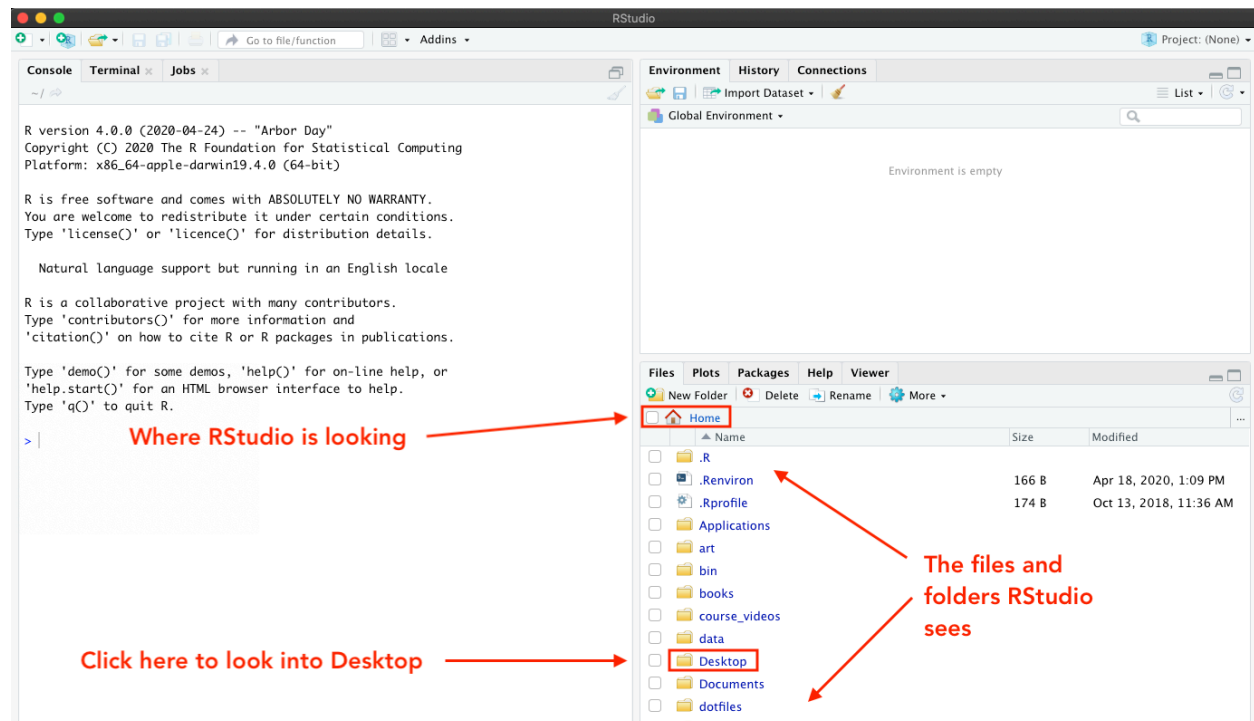 RStudio
Go to file/function
Addins
Project: (None)
Console Terminal Jobs
~/
R version 4.0.0 (2020-04-24) -- "Arbor Day"
Copyright (C) 2020 The R Foundation for Statistical Computing
Platform: x86_64-apple-darwin19.4.0 (64-bit)
R is free software and comes with ABSOLUTELY NO WARRANTY.
You are welcome to redistribute it under certain conditions.
Type 'license()' or 'licence()' for distribution details.
Natural language support but running in an English locale
R is a collaborative project with many contributors.
Type 'contributors()' for more information and
'citation()' on how to cite R or R packages in publications.
Type 'demo()' for some demos, 'help()' for on-line help, or
'help.start()' for an HTML browser interface to help.
Type 'q()' to quit R.
>
Where RStudio is looking
Click here to look into Desktop
Environment History Connections
Import Dataset
List
Global Environment
Environment is empty
Files Plots Packages Help Viewer
New Folder Delete Rename More
Home
...
Name Size Modified
.R
.Renviron 166 B Apr 18, 2020, 1:09 PM
.Rprofile 174 B Oct 13, 2018, 11:36 AM
Applications
art
bin
books
course_videos
data
Desktop
Documents
dotfiles
The files and
folders RStudio
sees